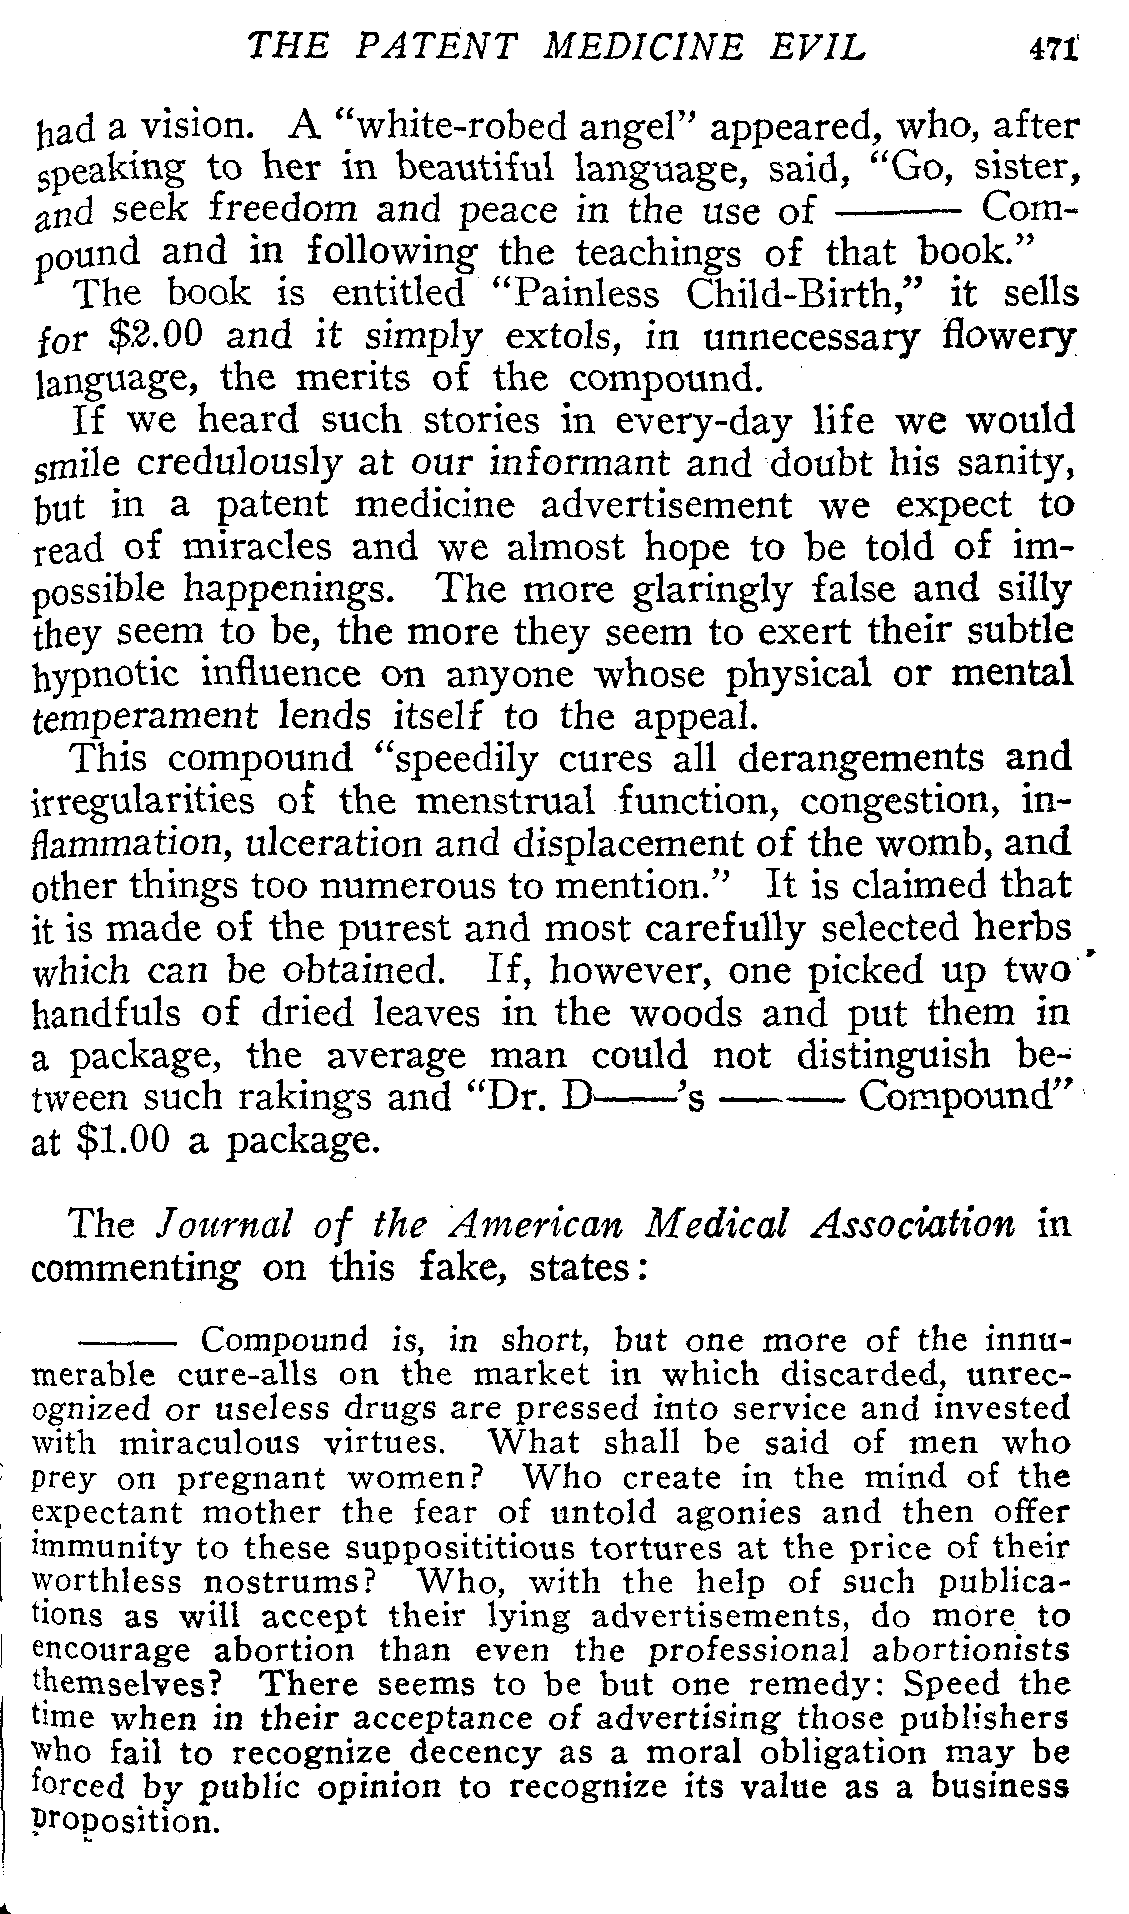 THE PATENT MEDICINE EVIL 471
had a vision. A “white-robed angel” appeared, who, after
speaking to her in beautiful language, said, “Go, sister,
and seek freedom and peace in the use of ——— Com-
pound and in following the teachings of that book.”
The book is entitled “Painless Child-Birth,” it sells
for $2.00 and it simply extols, in unnecessary flowery
language, the merits of the compound.
If we heard such stories in every-day life we would
smile credulously at our informant and doubt his sanity,
but in a patent medicine advertisement we expect to
read of miracles and we almost hope to be told of im-
possible happenings. The more glaringly false and silly
they seem to be, the more they seem to exert their subtle
hypnotic influence on anyone whose physical or mental
temperament lends itself to the appeal.
This compound “speedily cures all derangements and
irregularities of the menstrual function, congestion, in-
flammation, ulceration and displacement of the womb, and
other things too numerous to mention.” It is claimed that
it is made of the purest and most carefully selected herbs
which can be obtained. If, however, one picked up two
handfuls of dried leaves in the woods and put them in
a package, the average man could not distinguish be-
tween such rakings and “Dr. D——’s ——— Compound”
at $1.00 a package.
The Journal of the American Medical Association in
commenting on this fake, states:
——— Compound is, in short, but one more of the innu-
merable cure-alls on the market in which discarded, unrec-
ognized or useless drugs are pressed into service and invested
with miraculous virtues. What shall be said of men who
prey on pregnant women? Who create in the mind of the
expectant mother the fear of untold agonies and then offer
immunity to these supposititious tortures at the price of their
worthless nostrums? Who, with the help of such publica-
tions as will accept their lying advertisements, do more to
encourage abortion than even the professional abortionists
themselves? There seems to be but one remedy: Speed the
time when in their acceptance of advertising those publishers
who fail to recognize decency as a moral obligation may be
forced by public opinion to recognize its value as a business
proposition.